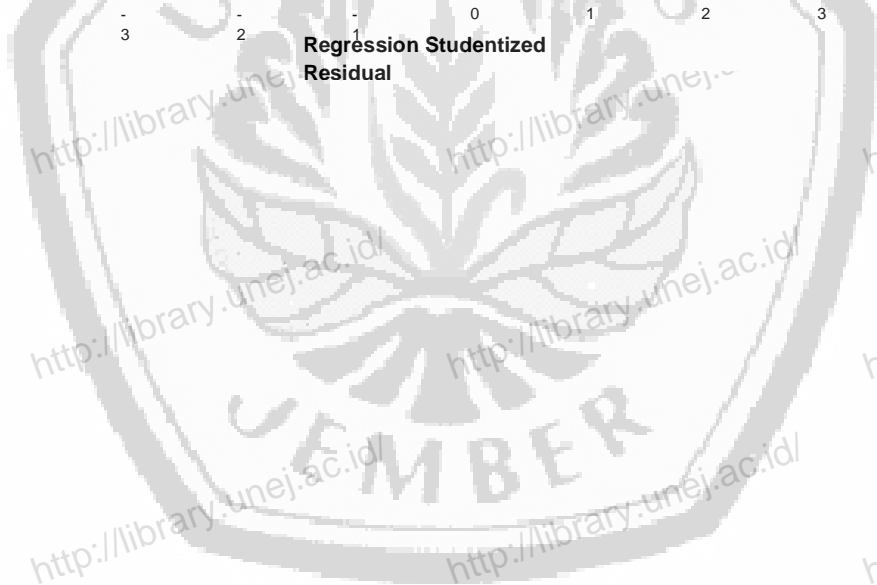 - - - 0 1 2 3
3 2 1
Regression Studentized
Residual
http://library.unej.ac.id/ http://library.unej.ac.id/
http://library.unej.ac.id/ http://library.unej.ac.id/
JEMBER
http://library.unej.ac.id/ http://library.unej.ac.id/